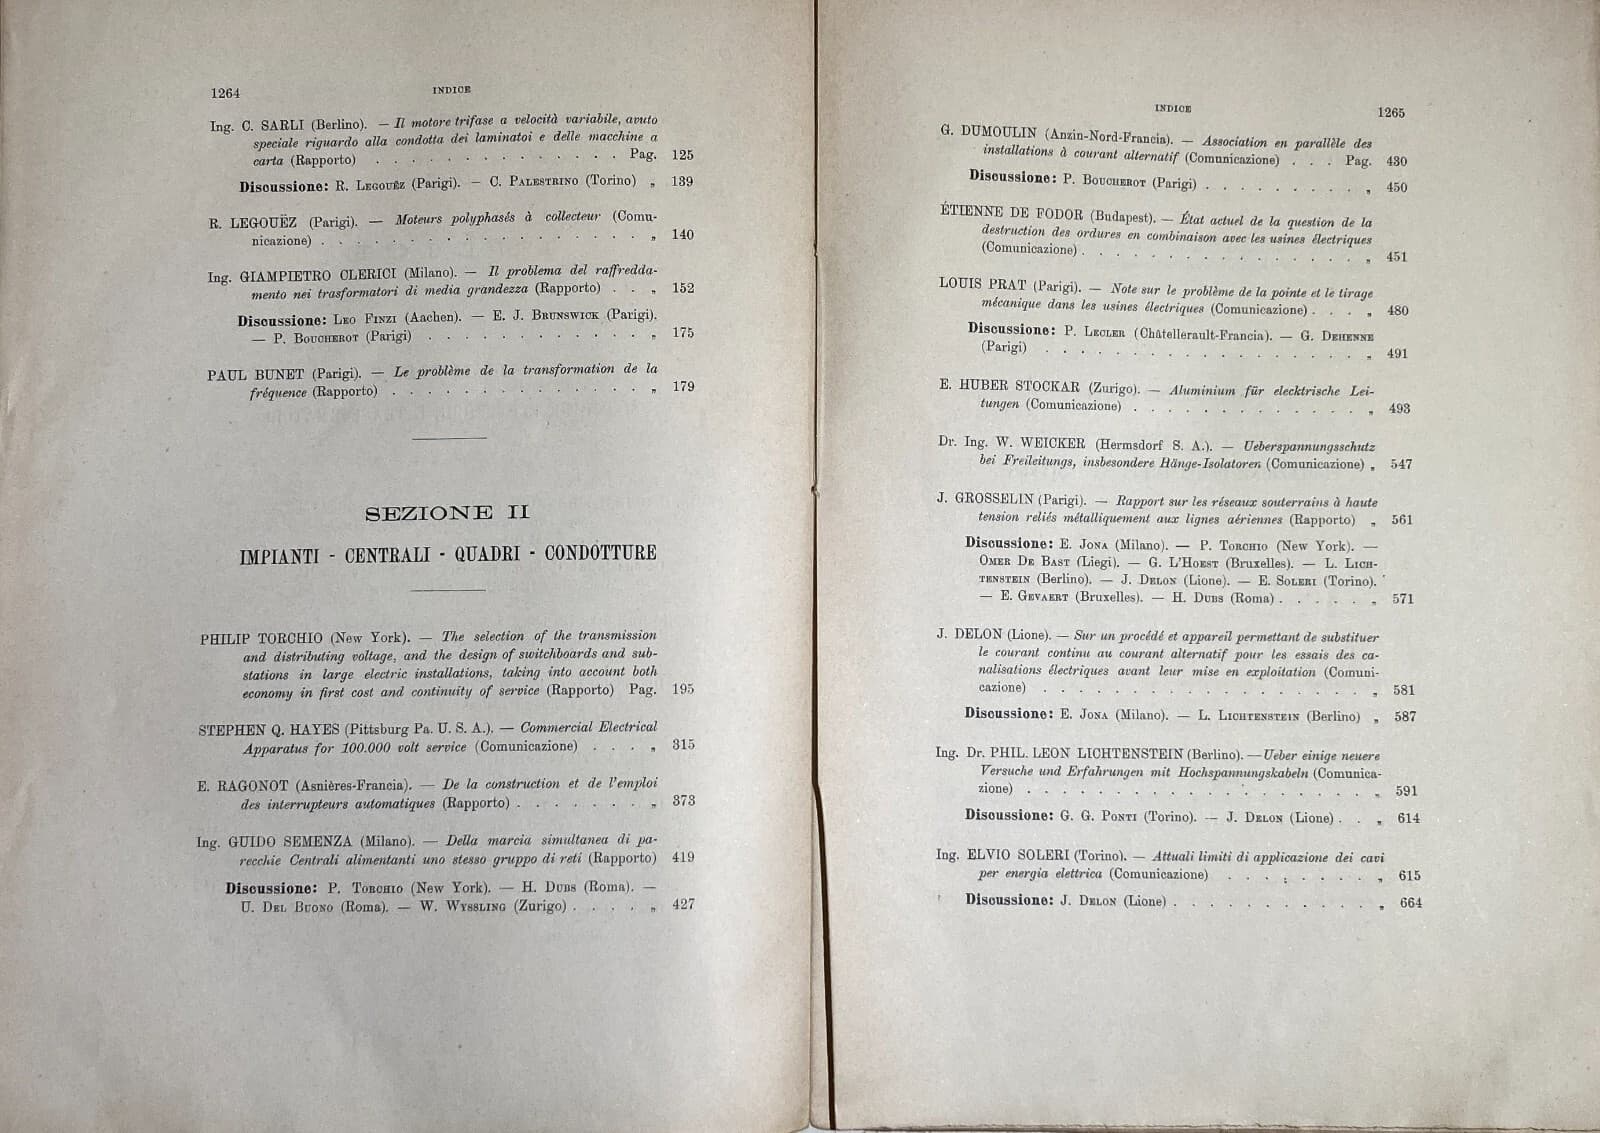 1264
INDICE
Ing. C. SARLI (Berlino). — Il motore trifase a velocità variabile, avuto
speciale riguardo alla condotta dei laminatoi e delle macchine a
carta (Rapporto) . . . . . . . . . . . . . Pag. 125
Discussione: R. Legouëz (Parigi). — C. Palestrino (Torino) „ 139
R. LEGOUËZ (Parigi). — Moteurs polyphasés à collecteur (Comu-
nicazione) . . . . . . . . . . . . . . . . „ 140
Ing. GIAMPIETRO CLERICI (Milano). — Il problema del raffredda-
mento nei trasformatori di media grandezza (Rapporto) . . „ 152
Discussione: Leo Finzi (Aachen). — E. J. Brunswick (Parigi).
— P. Boucherot (Parigi) . . . . . . . . . . . „ 175
PAUL BUNET (Parigi). — Le problème de la transformation de la
fréquence (Rapporto) . . . . . . . . . . . . „ 179
SEZIONE II
IMPIANTI - CENTRALI - QUADRI - CONDOTTURE
PHILIP TORCHIO (New York). — The selection of the transmission
and distributing voltage, and the design of switchboards and sub-
stations in large electric installations, taking into account both
economy in first cost and continuity of service (Rapporto) Pag. 195
STEPHEN Q. HAYES (Pittsburg Pa. U. S. A.). — Commercial Electrical
Apparatus for 100.000 volt service (Comunicazione) . . . „ 315
E. RAGONOT (Asnières-Francia). — De la construction et de l'emploi
des interrupteurs automatiques (Rapporto) . . . . . . . „ 373
Ing. GUIDO SEMENZA (Milano). — Della marcia simultanea di pa-
recchie Centrali alimentanti uno stesso gruppo di reti (Rapporto) 419
Discussione: P. Torchio (New York). — H. Dubs (Roma). —
U. Del Buono (Roma). — W. Wyssling (Zurigo) . . . . „ 427
INDICE
1265
G. DUMOULIN (Anzin-Nord-Francia). — Association en parallèle des
installations à courant alternatif (Comunicazione) . . . Pag. 430
Discussione: P. Boucherot (Parigi) . . . . . . . . . . „ 450
ÉTIENNE DE FODOR (Budapest). — État actuel de la question de la
destruction des ordures en combinaison avec les usines électriques
(Comunicazione) . . . . . . . . . . . . . . „ 451
LOUIS PRAT (Parigi). — Note sur le problème de la pointe et le tirage
mécanique dans les usines électriques (Comunicazione) . . . „ 480
Discussione: P. Legler (Châtellerault-Francia). — G. Dehenne
(Parigi) . . . . . . . . . . . . . . . . „ 491
E. HUBER STOCKAR (Zurigo). — Aluminium für elecktrische Lei-
tungen (Comunicazione) . . . . . . . . . . . . „ 493
Dr. Ing. W. WEICKER (Hermsdorf S. A.). — Ueberspannungsschutz
bei Freileitungs, insbesondere Hänge-Isolatoren (Comunicazione) „ 547
J. GROSSELIN (Parigi). — Rapport sur les réseaux souterrains à haute
tension reliés métalliquement aux lignes aériennes (Rapporto) „ 561
Discussione: E. Jona (Milano). — P. Torchio (New York). —
Omer De Bast (Liegi). — G. L'Hoest (Bruxelles). — L. Lich-
tenstein (Berlino). — J. Delon (Lione). — E. Soleri (Torino).
— E. Gevaert (Bruxelles). — H. Dubs (Roma) . . . . . „ 571
J. DELON (Lione). — Sur un procédé et appareil permettant de substituer
le courant continu au courant alternatif pour les essais des ca-
nalisations électriques avant leur mise en exploitation (Comuni-
cazione) . . . . . . . . . . . . . . . . „ 581
Discussione: E. Jona (Milano). — L. Lichtenstein (Berlino) „ 587
Ing. Dr. PHIL. LEON LICHTENSTEIN (Berlino). — Ueber einige neuere
Versuche und Erfahrungen mit Hochspannungskabeln (Comunica-
zione) . . . . . . . . . . . . . . . . . „ 591
Discussione: G. G. Ponti (Torino). — J. Delon (Lione) . . „ 614
Ing. ELVIO SOLERI (Torino). — Attuali limiti di applicazione dei cavi
per energia elettrica (Comunicazione) . . . . . . . . „ 615
Discussione: J. Delon (Lione) . . . . . . . . . . . . „ 664